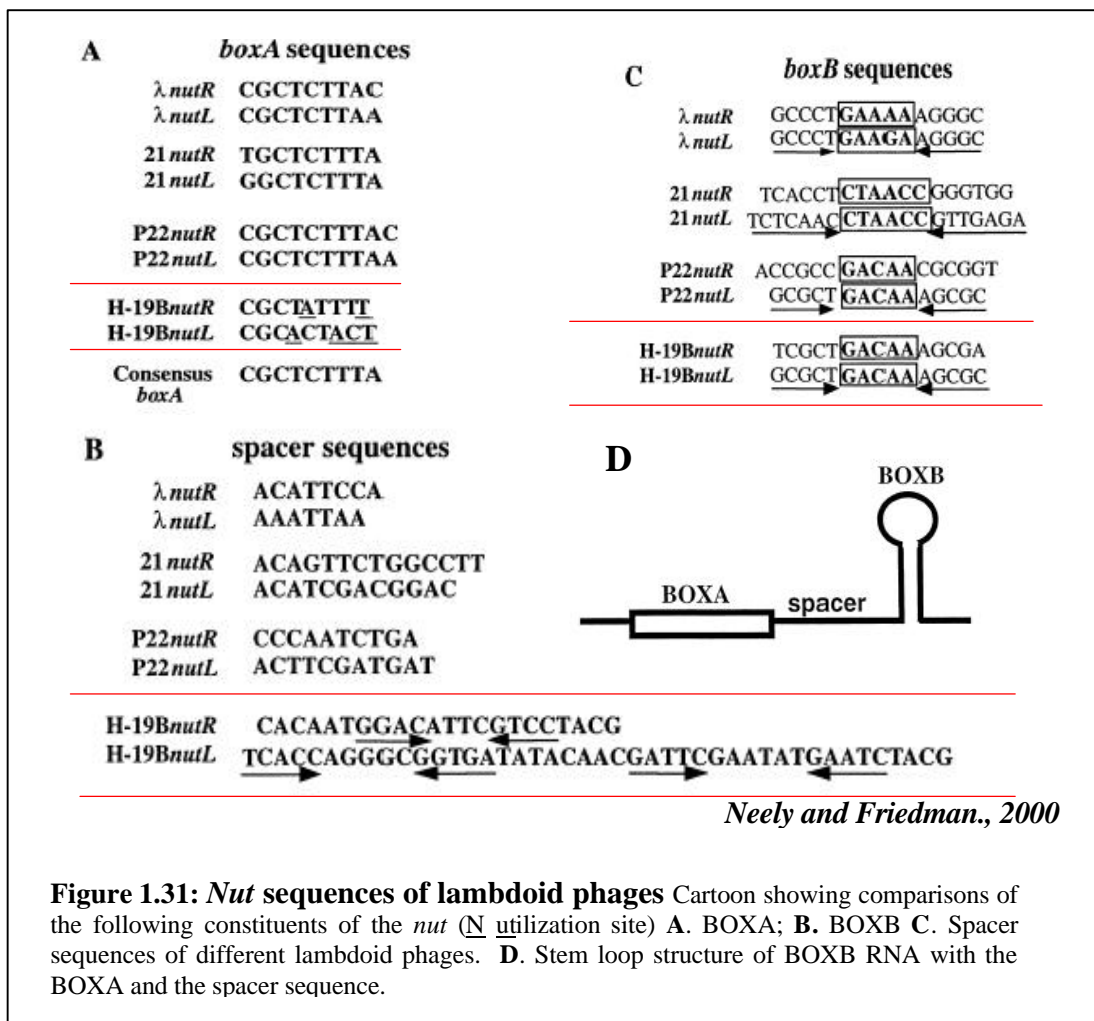 A boxA sequences
λ nutR CGCTCTTAC
λ nutL CGCTCTTAA
21 nutR TGCTCTTTA
21 nutL GGCTCTTTA
P22nutR CGCTCTTTAC
P22nutL CGCTCTTTAA
H-19BnutR CGCTATTTT
H-19BnutL CGCACTACT
Consensus CGCTCTTTA
boxA
C boxB sequences
λ nutR GCCCTGAAAAAGGGC
λ nutL GCCCTGAAGAAGGGC
21 nutR TCACCTCTAACCGGGTGG
21 nutL TCTCAACCTAACCGTTGAGA
P22nutR ACCGCCGACAACGCGGT
P22nutL GCGCTGACAAAGCGC
H-19BnutR TCGCTGACAAAGCGA
H-19BnutL GCGCTGACAAAGCGC
B spacer sequences
λ nutR ACATTCCA
λ nutL AAATTAA
21 nutR ACAGTTCTGGCCTT
21 nutL ACATCGACGGAC
P22nutR CCCAATCTGA
P22nutL ACTTCGATGAT
H-19BnutR CACAATGGACATTCGTCCTACG
H-19BnutL TCACCAGGGCGGTGATATACAACGATTCGAATATGAATCTACG
D
BOXB
BOXA
spacer
Neely and Friedman., 2000
Figure 1.31: Nut sequences of lambdoid phages Cartoon showing comparisons of
the following constituents of the nut (N utilization site) A. BOXA; B. BOXB C. Spacer
sequences of different lambdoid phages. D. Stem loop structure of BOXB RNA with the
BOXA and the spacer sequence.